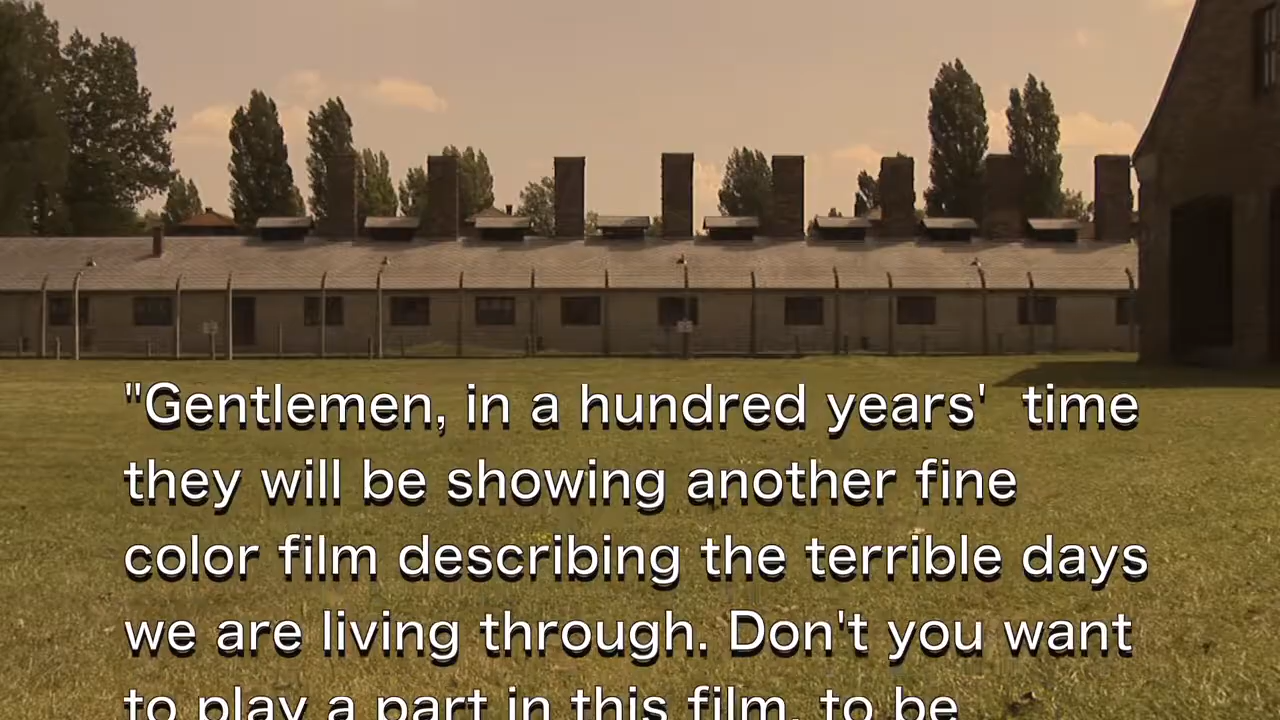 "Gentlemen, in a hundred years'  time
they will be showing another fine
color film describing the terrible days
we are living through. Don't you want
to play a part in this film, to be